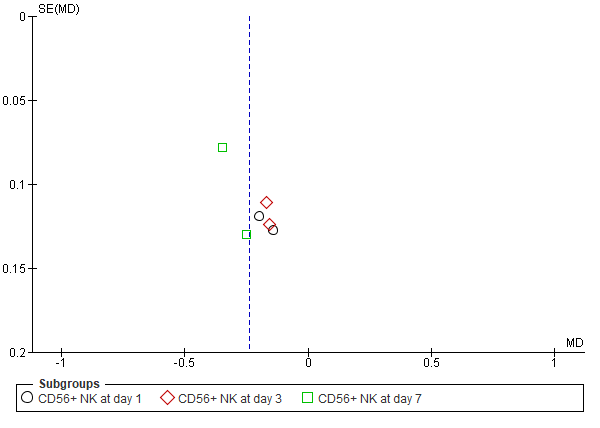 SE(MD)
0
0.05
0.1
0.15
0.2
MD
-1
-0.5
0
0.5
1
Subgroups
CD56+ NK at day 1 CD56+ NK at day 3 CD56+ NK at day 7